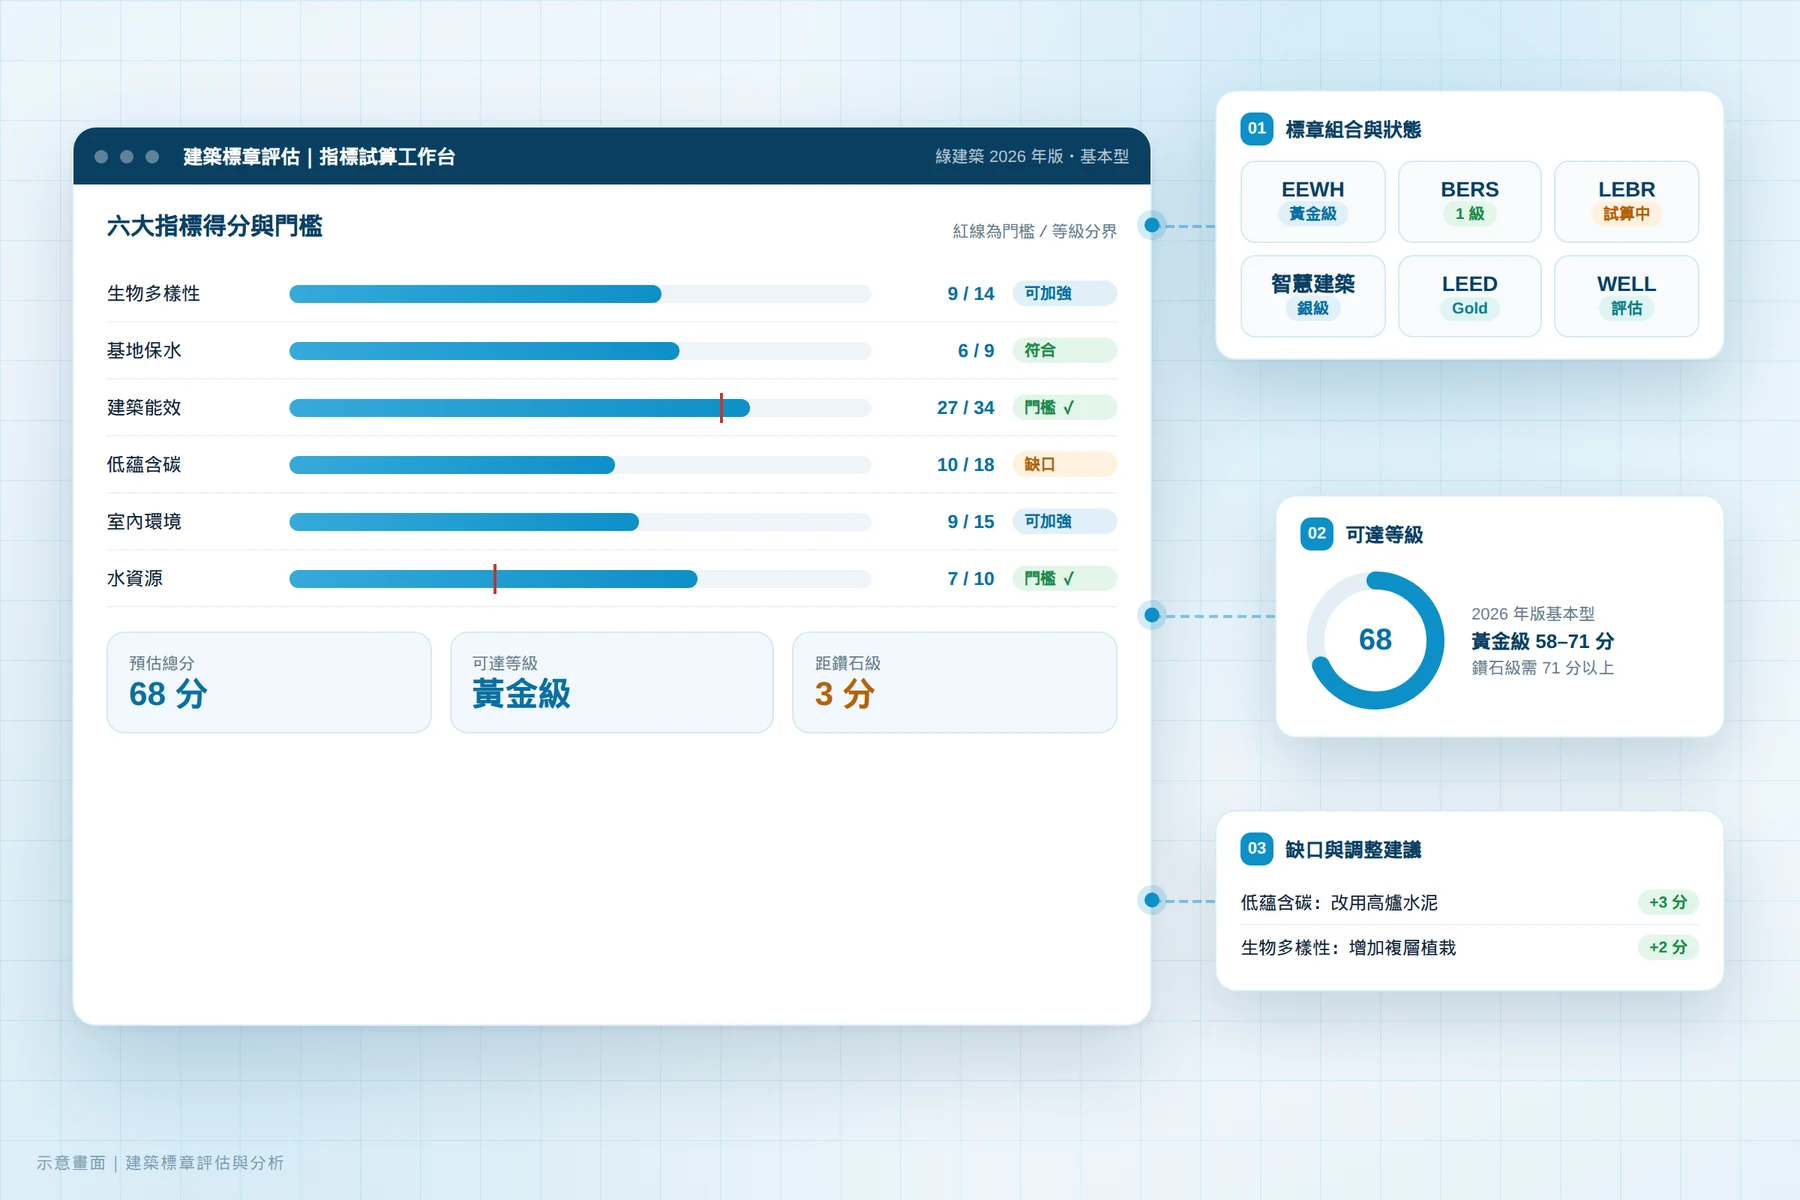 建築標章評估 | 指標試算工作台
綠建築 2026 年版・基本型
六大指標得分與門檻
紅線為門檻 / 等級分界
生物多樣性 9 / 14 可加強
基地保水 6 / 9 符合
建築能效 27 / 34 門檻 ✓
低蘊含碳 10 / 18 缺口
室內環境 9 / 15 可加強
水資源 7 / 10 門檻 ✓
預估總分
68 分
可達等級
黃金級
距鑽石級
3 分
01 標章組合與狀態
EEWH
黃金級
BERS
1 級
LEBR
試算中
智慧建築
銀級
LEED
Gold
WELL
評估
02 可達等級
68
2026 年版基本型
黃金級 58–71 分
鑽石級需 71 分以上
03 缺口與調整建議
低蘊含碳：改用高爐水泥 +3 分
生物多樣性：增加複層植栽 +2 分
示意畫面 | 建築標章評估與分析